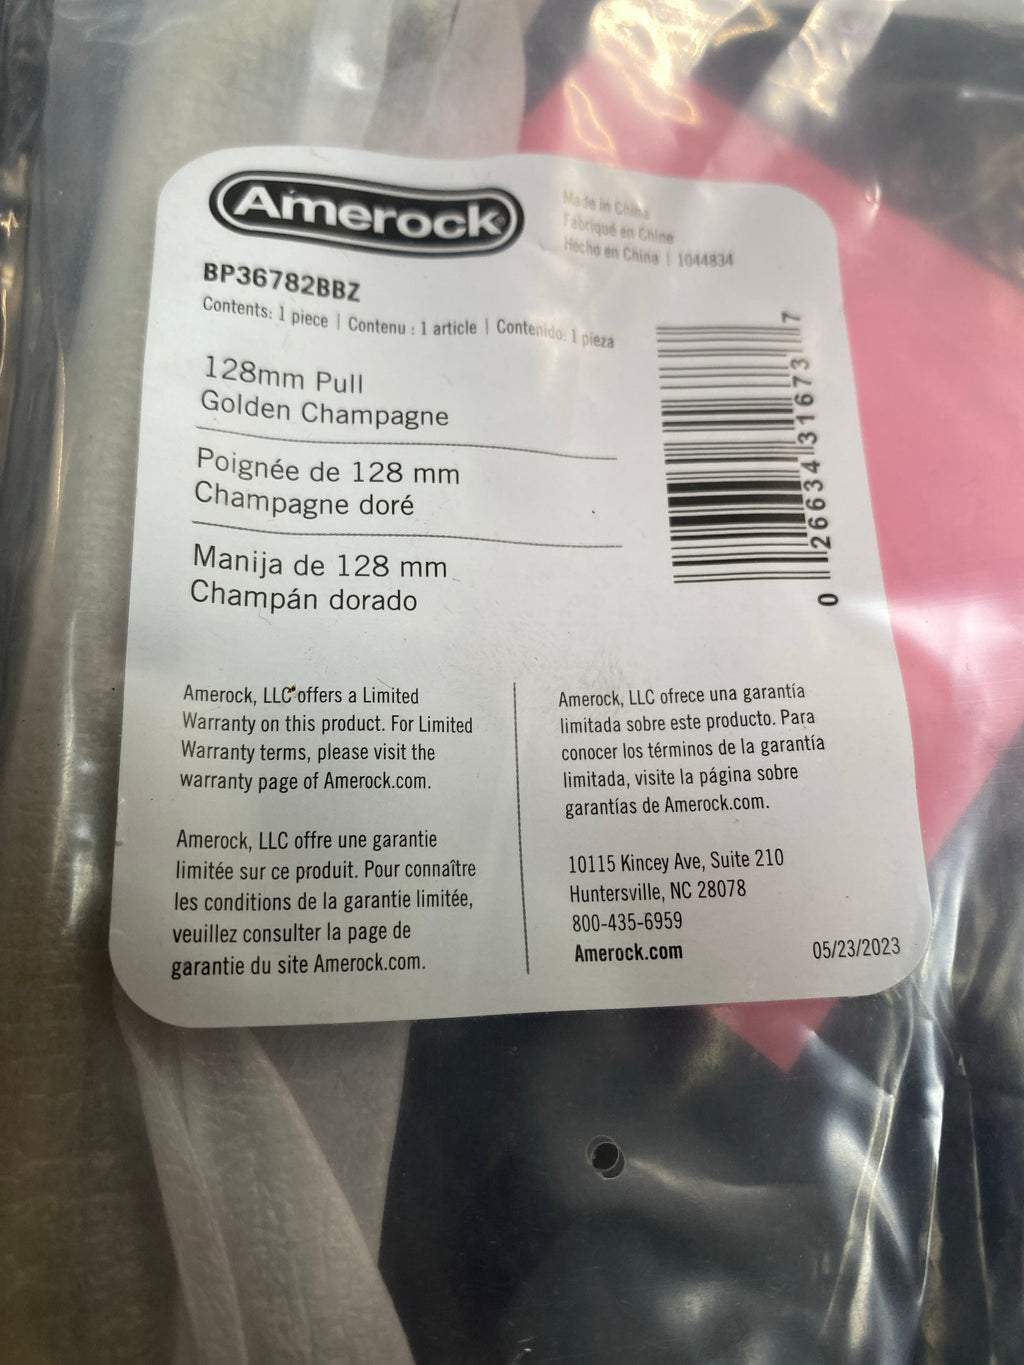 Amerock®
Made in China
Fabriqué en Chine
Hecho en China | 1044834
BP36782BBZ
Contents: 1 piece | Contenu : 1 article | Contenido: 1 pieza
128mm Pull
Golden Champagne
Poignée de 128 mm
Champagne doré
Manija de 128 mm
Champán dorado
0 26634 31673 7
Amerock, LLC offers a Limited
Warranty on this product. For Limited
Warranty terms, please visit the
warranty page of Amerock.com.
Amerock, LLC offre une garantie
limitée sur ce produit. Pour connaître
les conditions de la garantie limitée,
veuillez consulter la page de
garantie du site Amerock.com.
Amerock, LLC ofrece una garantía
limitada sobre este producto. Para
conocer los términos de la garantía
limitada, visite la página sobre
garantías de Amerock.com.
10115 Kincey Ave, Suite 210
Huntersville, NC 28078
800-435-6959
Amerock.com
05/23/2023